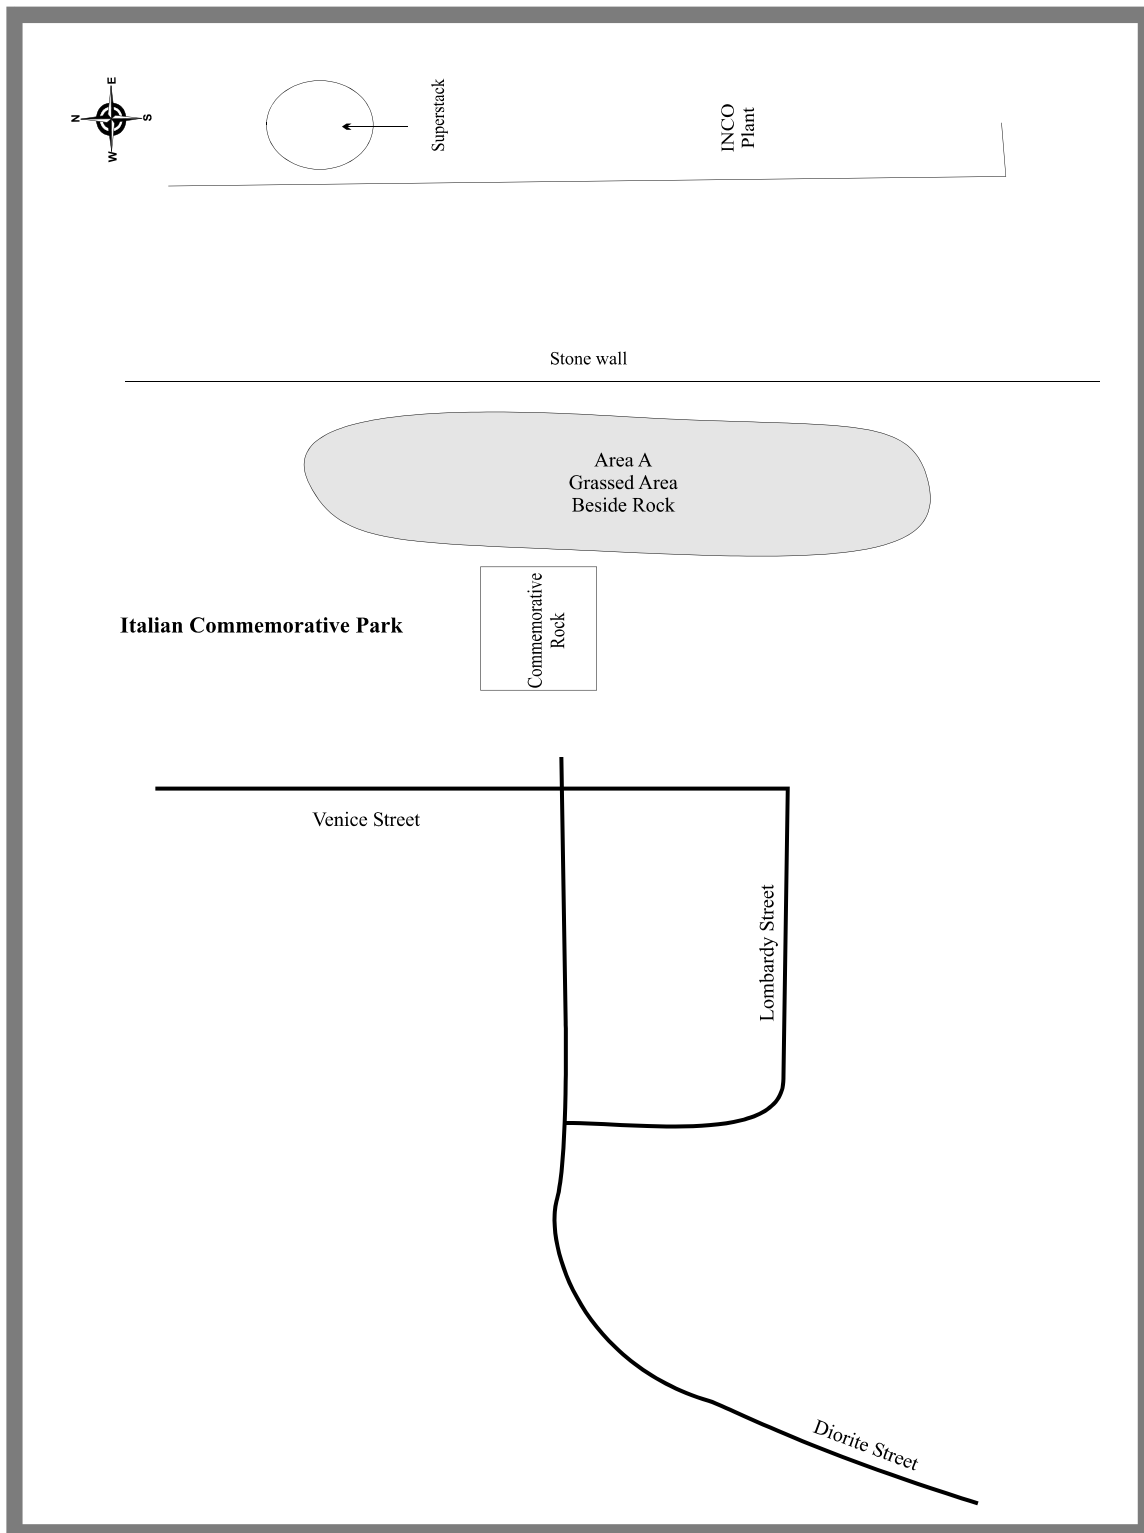 E
N
S
W
Superstack
INCO
Plant
Stone wall
Area A
Grassed Area
Beside Rock
Commemorative
Rock
Italian Commemorative Park
Venice Street
Lombardy Street
Diorite Street